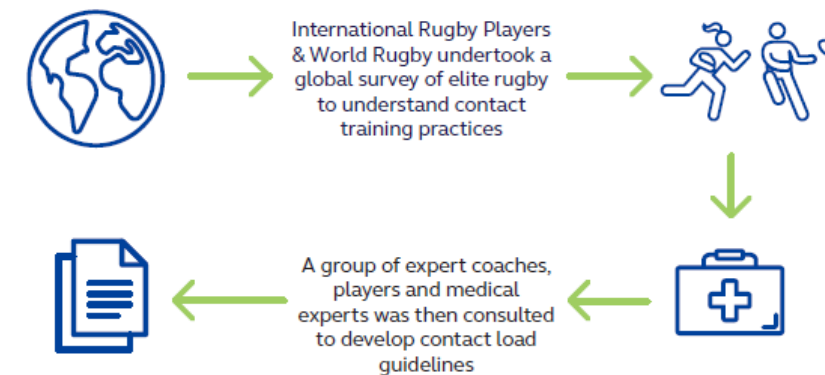 International Rugby Players
& World Rugby undertook a
global survey of elite rugby
to understand contact
training practices
A group of expert coaches,
players and medical
experts was then consulted
to develop contact load
guidelines